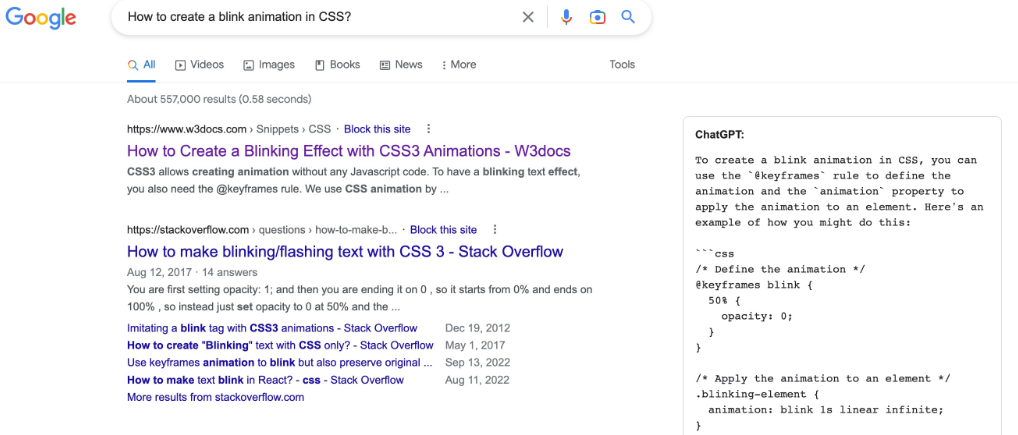 Google
How to create a blink animation in CSS?
All Videos Images Books News More Tools
About 557,000 results (0.58 seconds)
https://www.w3docs.com › Snippets › CSS · Block this site
How to Create a Blinking Effect with CSS3 Animations - W3docs
CSS3 allows creating animation without any Javascript code. To have a blinking text effect,
you also need the @keyframes rule. We use CSS animation by ...
https://stackoverflow.com › questions › how-to-make-b... · Block this site
How to make blinking/flashing text with CSS 3 - Stack Overflow
Aug 12, 2017 · 14 answers
You are first setting opacity: 1; and then you are ending it on 0 , so it starts from 0% and ends on
100% , so instead just set opacity to 0 at 50% and the ...
Imitating a blink tag with CSS3 animations - Stack Overflow Dec 19, 2012
How to create "Blinking" text with CSS only? - Stack Overflow May 1, 2017
Use keyframes animation to blink but also preserve original ... Sep 13, 2022
How to make text blink in React? - css - Stack Overflow Aug 11, 2022
More results from stackoverflow.com
ChatGPT:
To create a blink animation in CSS, you can
use the `@keyframes` rule to define the
animation and the `animation` property to
apply the animation to an element. Here's an
example of how you might do this:
```css
/* Define the animation */
@keyframes blink {
50% {
opacity: 0;
}
}
/* Apply the animation to an element */
.blinking-element {
animation: blink 1s linear infinite;
}